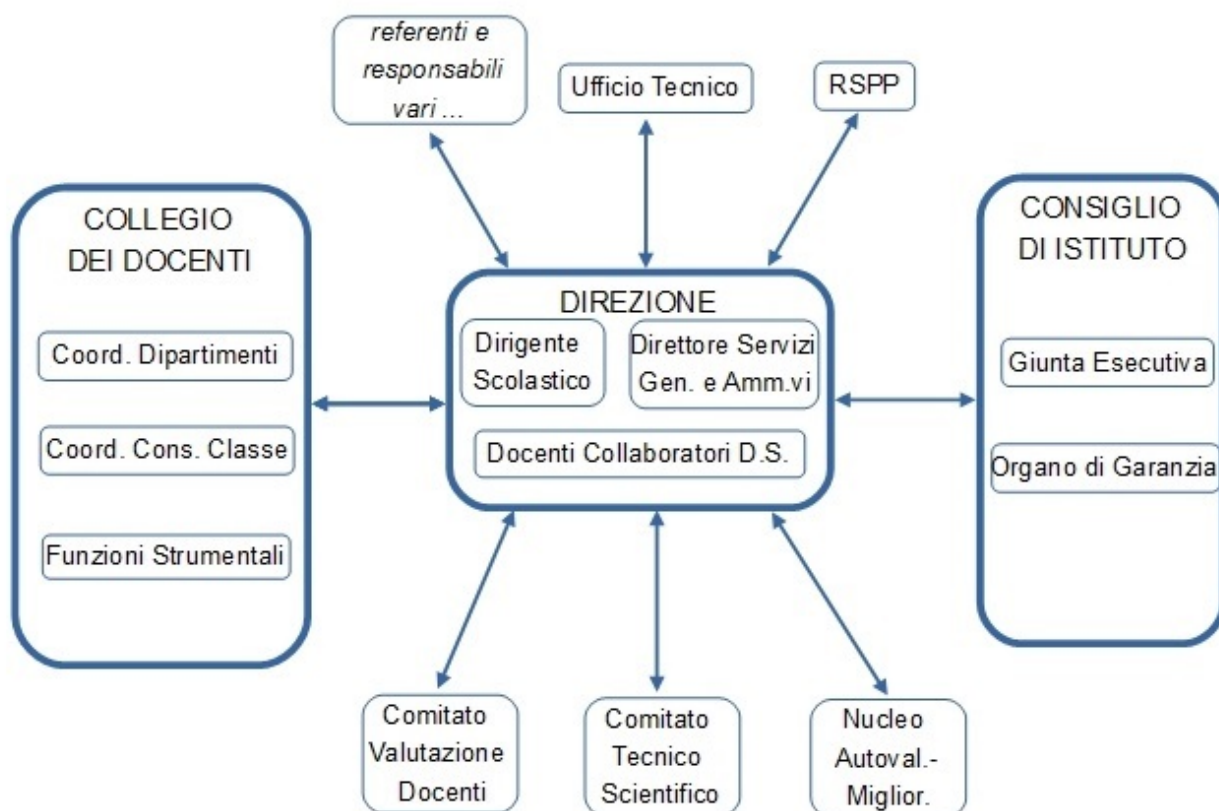 referenti e
responsabili
vari ...
Ufficio Tecnico
RSPP
COLLEGIO
DEI DOCENTI
Coord. Dipartimenti
Coord. Cons. Classe
Funzioni Strumentali
DIREZIONE
Dirigente
Scolastico
Direttore Servizi
Gen. e Amm.vi
Docenti Collaboratori D.S.
CONSIGLIO
DI ISTITUTO
Giunta Esecutiva
Organo di Garanzia
Comitato
Valutazione
Docenti
Comitato
Tecnico
Scientifico
Nucleo
Autoval.-
Miglior.